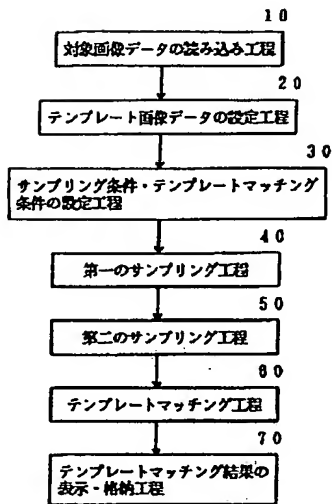 10
対象画像データの読み込み工程
20
テンプレート画像データの設定工程
30
サンプリング条件・テンプレートマッチング
条件の設定工程
40
第一のサンプリング工程
50
第二のサンプリング工程
60
テンプレートマッチング工程
70
テンプレートマッチング結果の
表示・格納工程